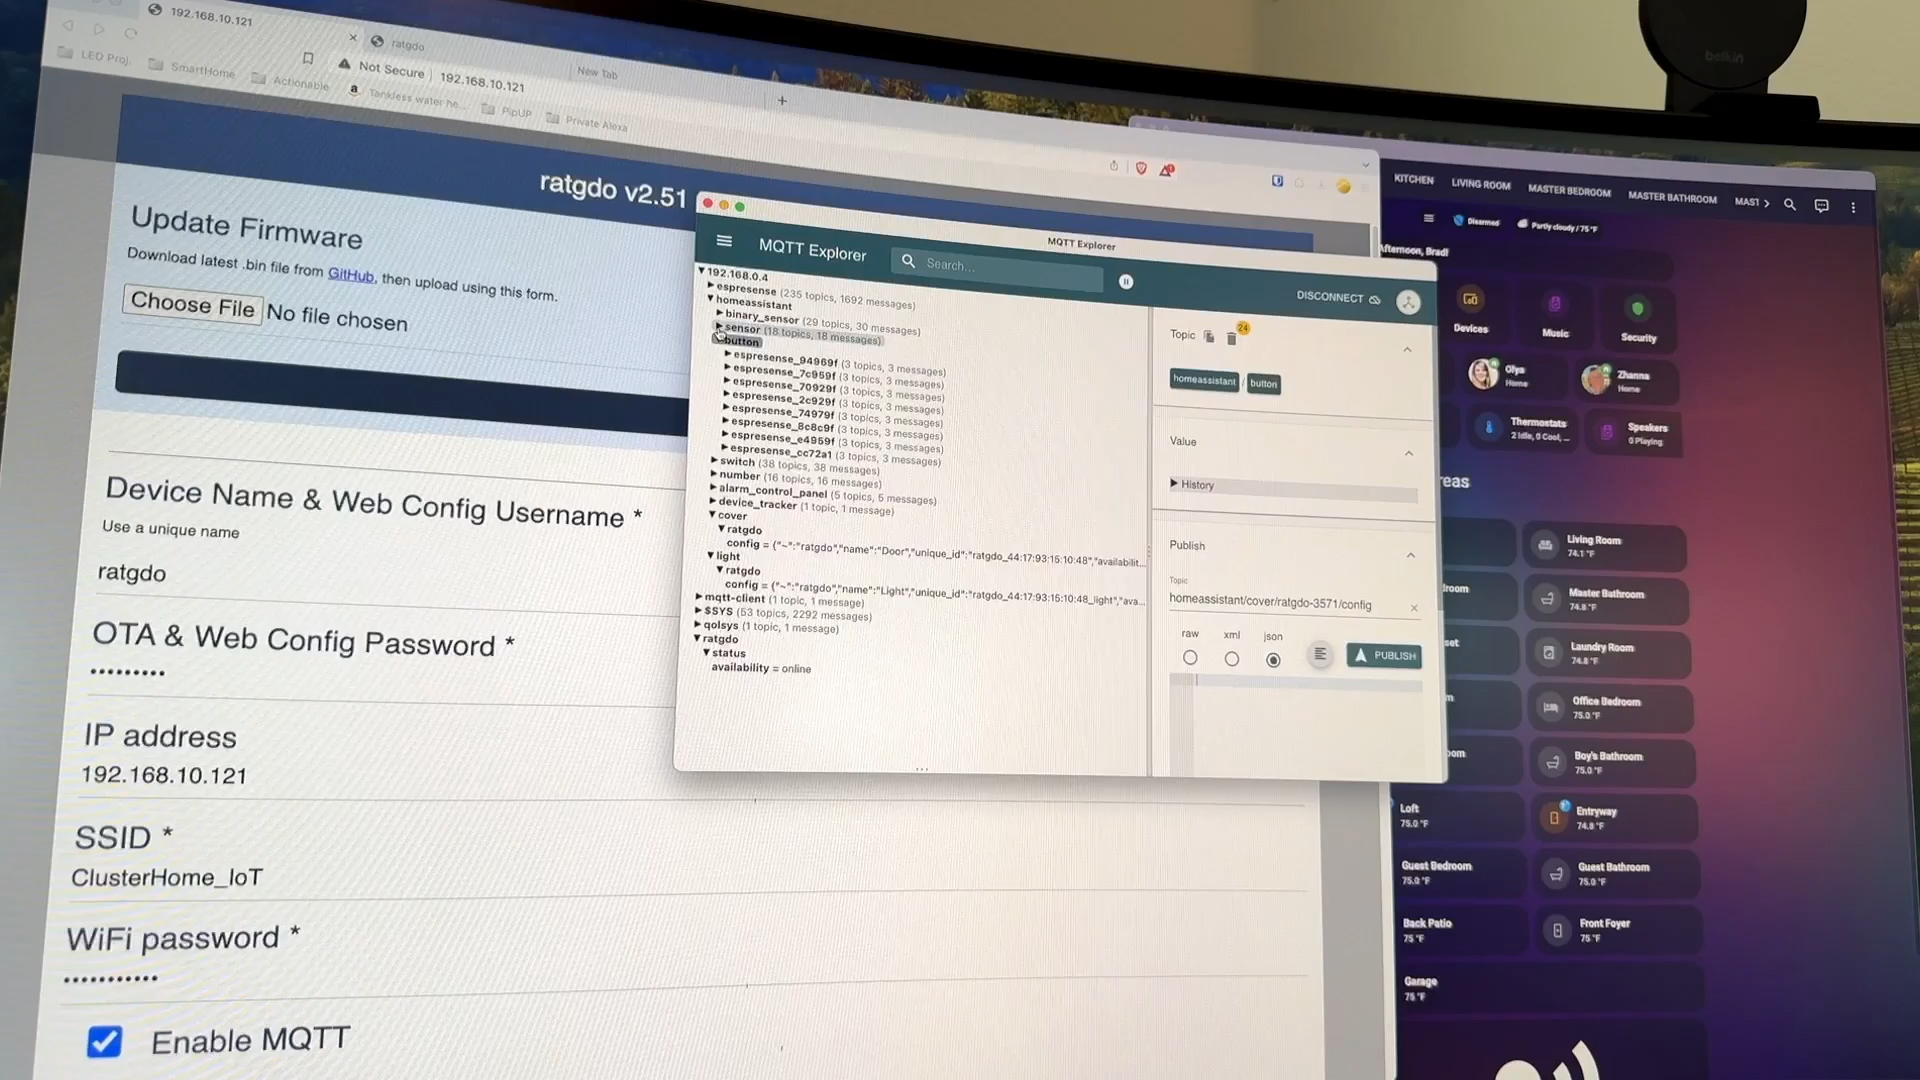 192.168.10.121
ratgdo
New Tab
LED Proj.
SmartHome
Actionable
Not Secure
192.168.10.121
Tankless water he...
PipUP
Private Alexa
ratgdo v2.51
Update Firmware
Download latest .bin file from GitHub, then upload using this form.
Choose File No file chosen
Device Name & Web Config Username *
Use a unique name
ratgdo
OTA & Web Config Password *
•••••••••
IP address
192.168.10.121
SSID *
ClusterHome_IoT
WiFi password *
•••••••••••
Enable MQTT
MQTT Explorer
MQTT Explorer
Search...
DISCONNECT
192.168.0.4
espresense (235 topics, 1692 messages)
homeassistant
binary_sensor (29 topics, 30 messages)
sensor (18 topics, 18 messages)
button
espresense_94969f (3 topics, 3 messages)
espresense_7c959f (3 topics, 3 messages)
espresense_70929f (3 topics, 3 messages)
espresense_2c929f (3 topics, 3 messages)
espresense_74979f (3 topics, 3 messages)
espresense_8c8c9f (3 topics, 3 messages)
espresense_e4959f (3 topics, 3 messages)
espresense_cc72a1 (3 topics, 3 messages)
switch (38 topics, 38 messages)
number (16 topics, 16 messages)
alarm_control_panel (5 topics, 5 messages)
device_tracker (1 topic, 1 message)
cover
ratgdo
config = {"~":"ratgdo","name":"Door","unique_id":"ratgdo_44:17:93:15:10:48","availabilit...
light
ratgdo
config = {"~":"ratgdo","name":"Light","unique_id":"ratgdo_44:17:93:15:10:48_light","ava...
mqtt-client (1 topic, 1 message)
$SYS (53 topics, 2292 messages)
qolsys (1 topic, 1 message)
ratgdo
status
availability = online
Topic
24
homeassistant / button
Value
History
Publish
Topic
homeassistant/cover/ratgdo-3571/config
raw
xml
json
PUBLISH
belkin
KITCHEN
LIVING ROOM
MASTER BEDROOM
MASTER BATHROOM
MAST
Disarmed
Partly cloudy / 75 °F
Afternoon, Brad!
Devices
Music
Security
Olya
Home
Zhanna
Home
Thermostats
2 Idle, 0 Cool, ...
Speakers
0 Playing
reas
Living Room
74.1 °F
Master Bathroom
74.8 °F
Laundry Room
74.8 °F
Office Bedroom
75.0 °F
Boy's Bathroom
75.0 °F
Loft
75.0 °F
Entryway
74.8 °F
Guest Bedroom
75.0 °F
Guest Bathroom
75.0 °F
Back Patio
75 °F
Front Foyer
75 °F
Garage
75 °F